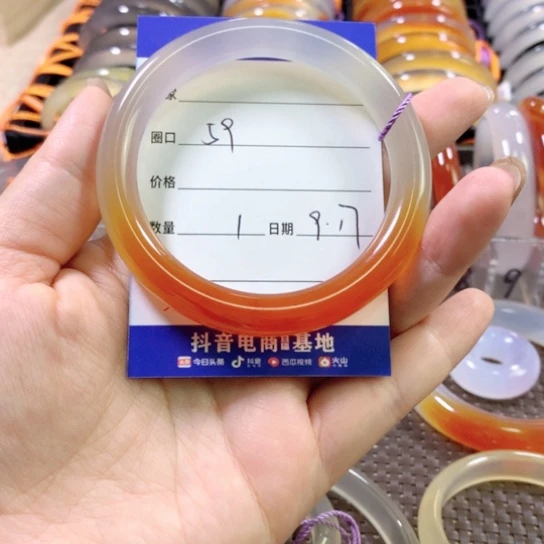 圈口 59
价格
数量 1 日期 9.17
抖音电商基地
今日头条 抖音 西瓜视频 火山